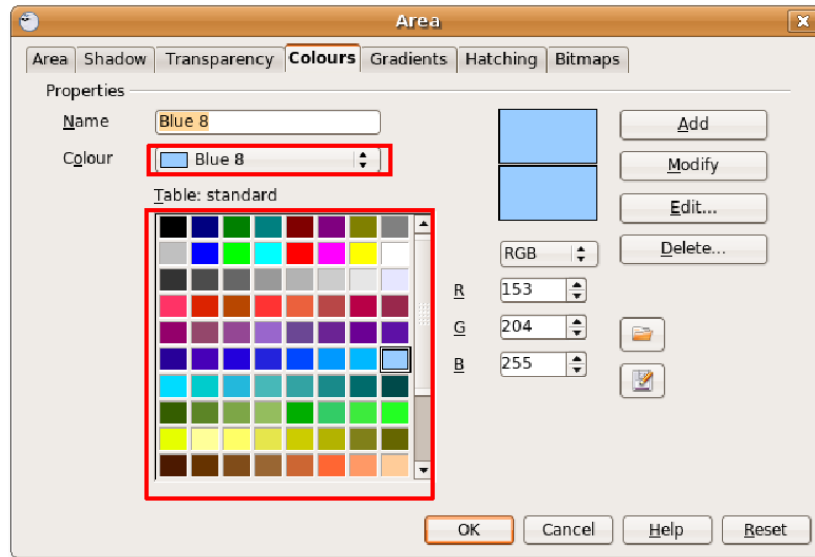 Area
Area Shadow Transparency Colours Gradients Hatching Bitmaps
Properties
Name Blue 8 Add
Colour Blue 8 Modify
Table: standard Edit...
RGB Delete...
R 153
G 204
B 255
OK Cancel Help Reset